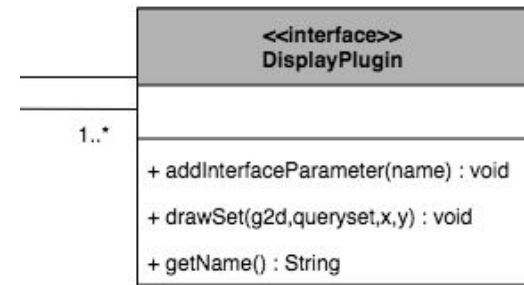 <<interface>>
DisplayPlugin
1..*
+ addInterfaceParameter(name) : void
+ drawSet(g2d,queryset,x,y) : void
+ getName() : String